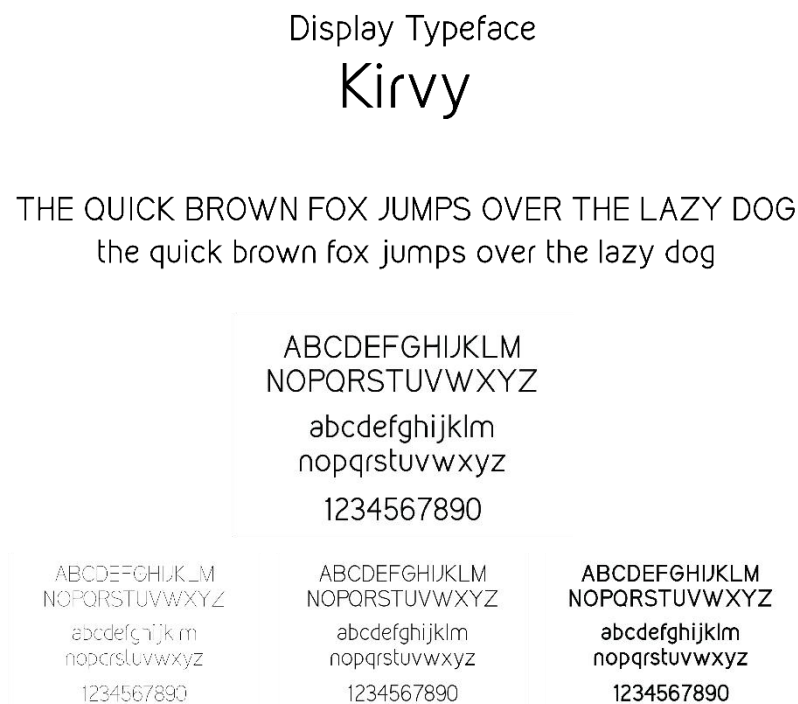 Display Typeface
Kirvy
THE QUICK BROWN FOX JUMPS OVER THE LAZY DOG
the quick brown fox jumps over the lazy dog
ABCDEFGHIJKLM
NOPQRSTUVWXYZ
abcdefghijklm
nopqrstuvwxyz
1234567890
ABCDEFGHIJKLM
NOPQRSTUVWXYZ
abcdefghijklm
nopqrstuvwxyz
1234567890
ABCDEFGHIJKLM
NOPQRSTUVWXYZ
abcdefghijklm
nopqrstuvwxyz
1234567890
ABCDEFGHIJKLM
NOPQRSTUVWXYZ
abcdefghijklm
nopqrstuvwxyz
1234567890